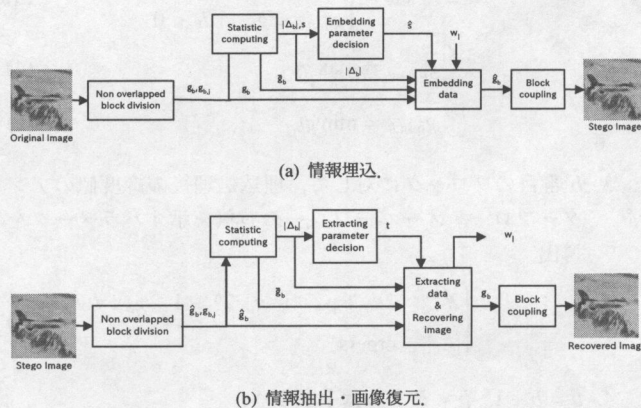 Statistic
computing
|Δb|,s
Embedding
parameter
decision
ŝ
wl
Non overlapped
block division
gb,gb,j
gb
ḡb
|Δb|
Embedding
data
ĝb
Block
coupling
Original Image
Stego Image
(a) 情報埋込.
Statistic
computing
|Δb|
Extracting
parameter
decision
t
wl
Non overlapped
block division
ĝb,gb,j
ĝb
ḡb
Extracting
data
&
Recovering
image
gb
Block
coupling
Stego Image
Recovered Imag
(b) 情報抽出・画像復元.